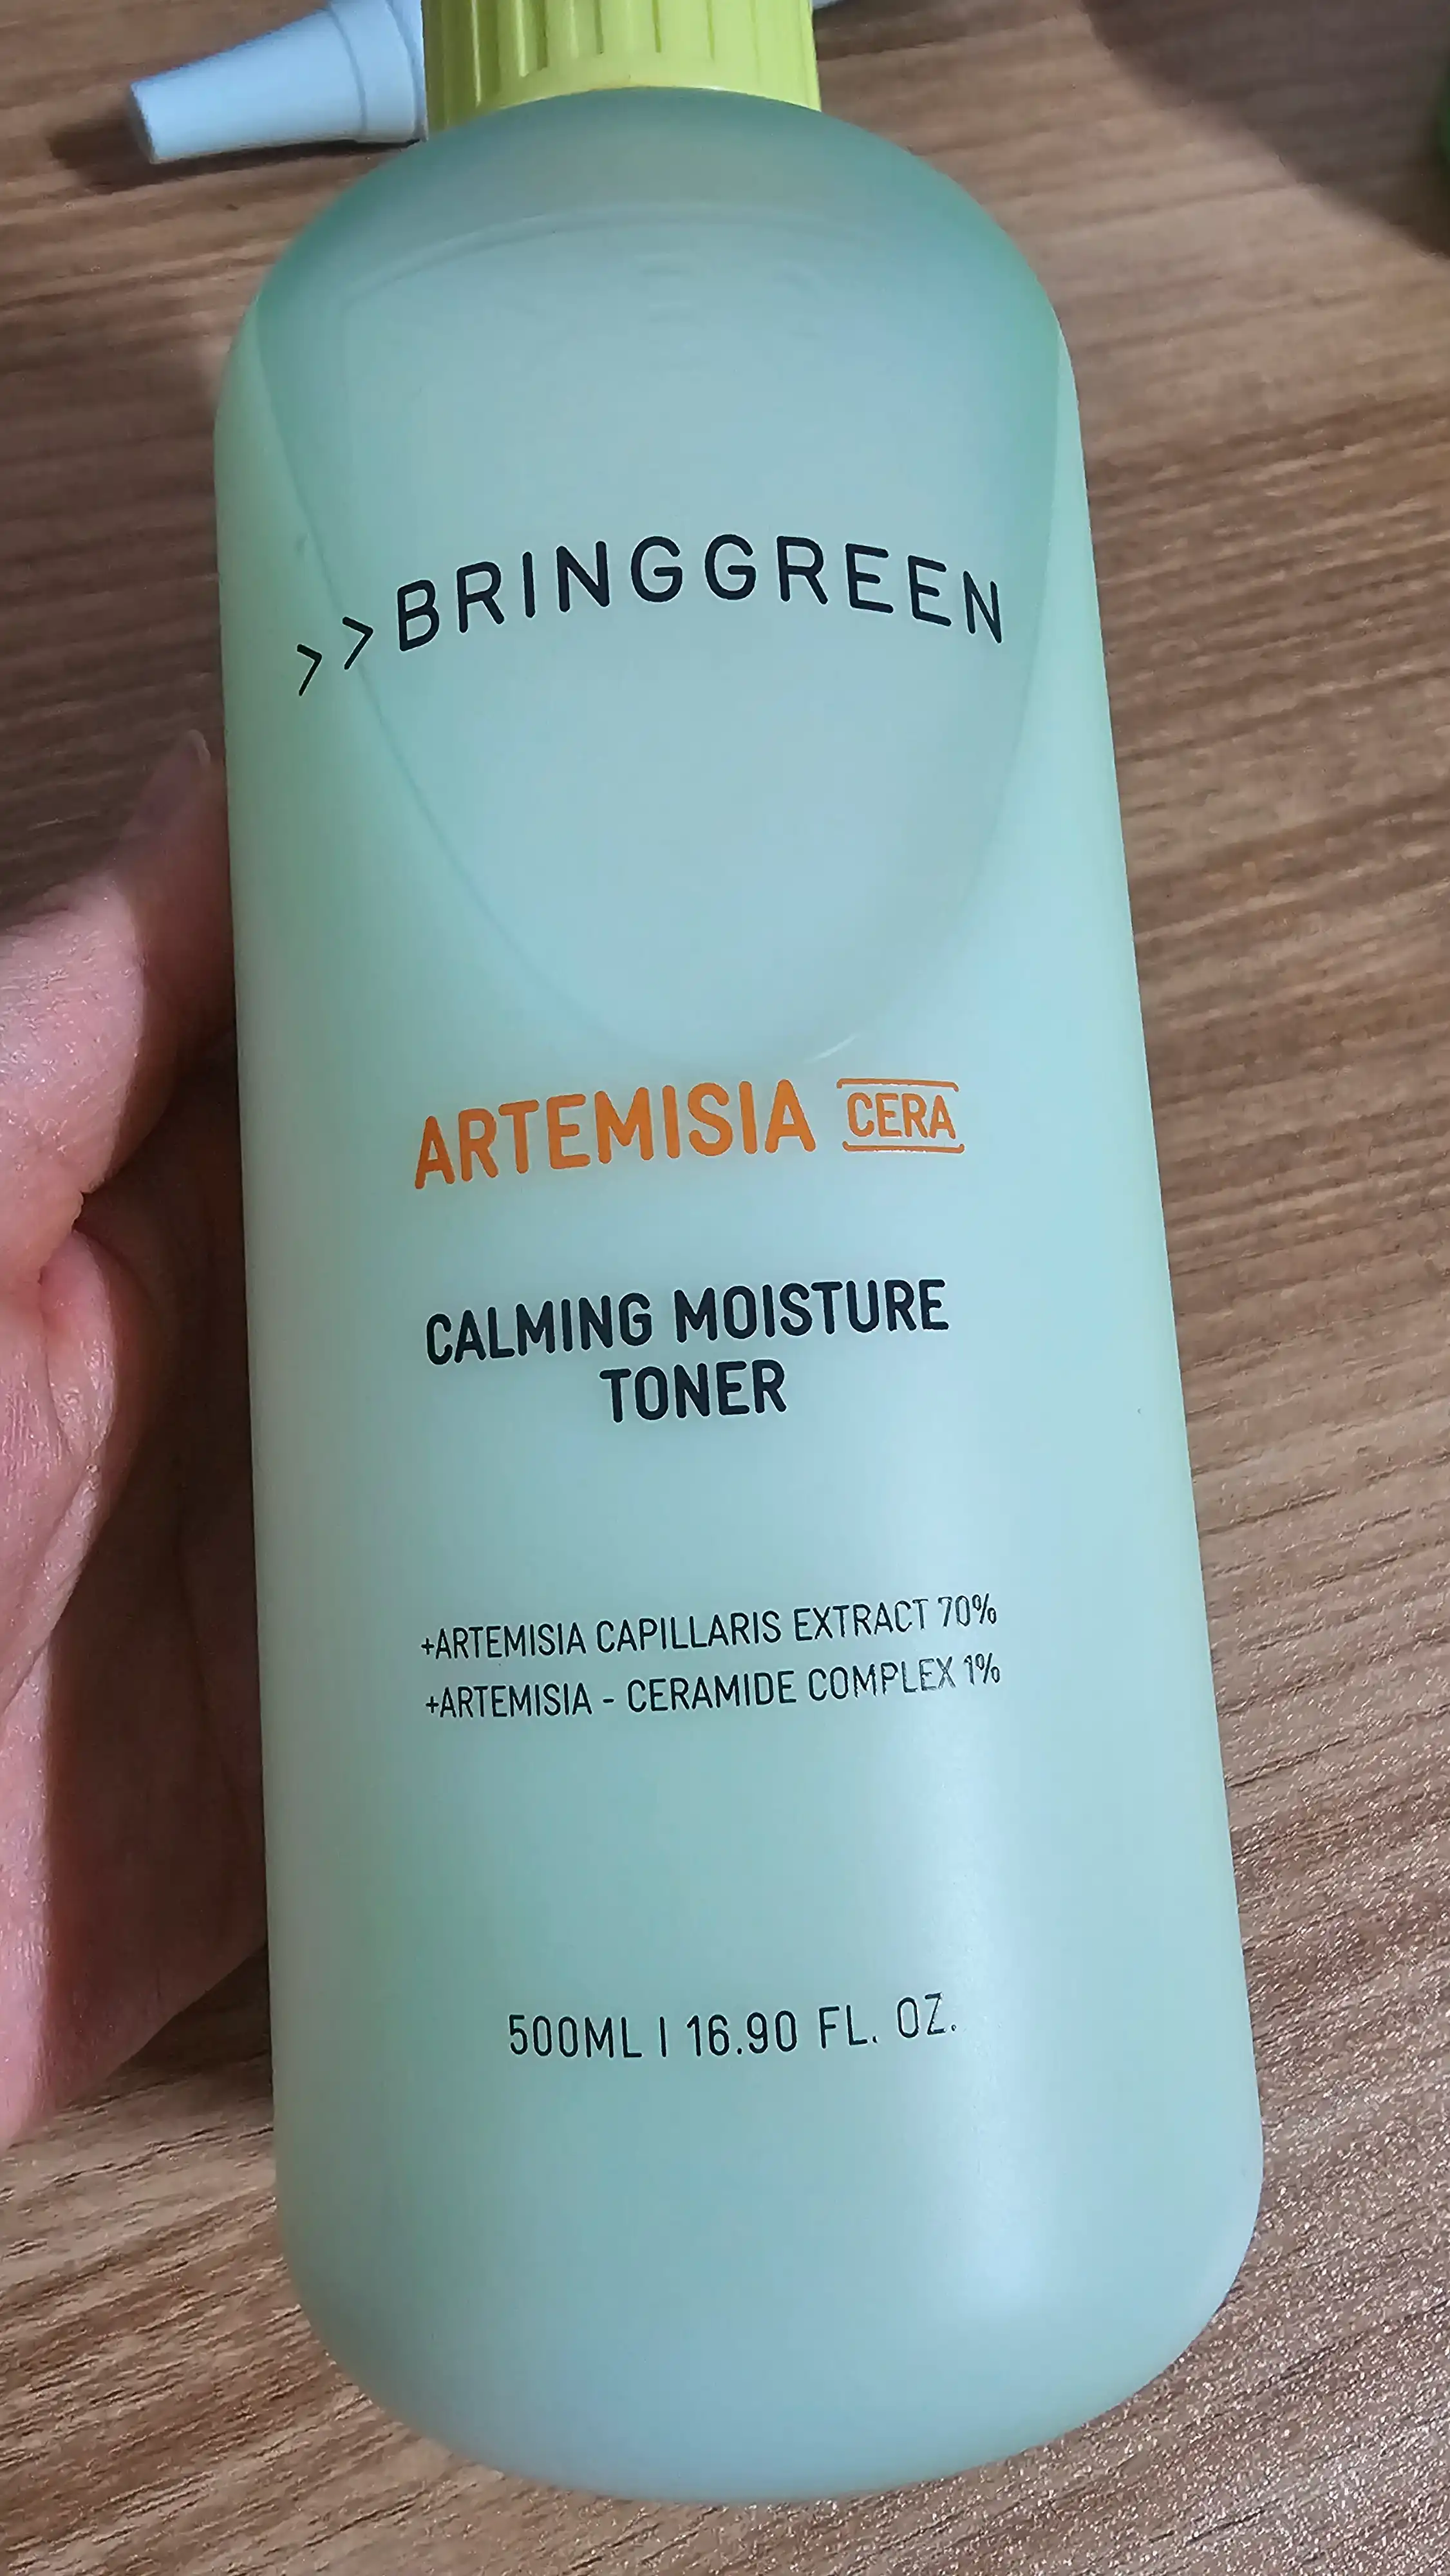 >>BRINGGREEN
ARTEMISIA CERA
CALMING MOISTURE
TONER
+ARTEMISIA CAPILLARIS EXTRACT 70%
+ARTEMISIA - CERAMIDE COMPLEX 1%
500ML I 16.90 FL. OZ.